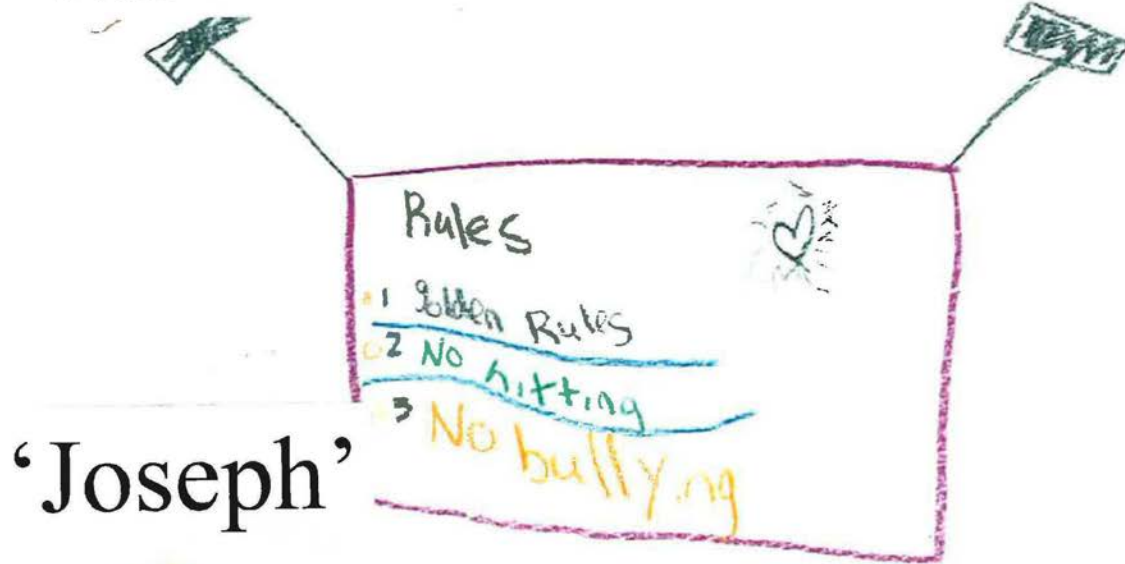 Rules
1 golden Rules
2 No hitting
3 No bullying
‘Joseph’